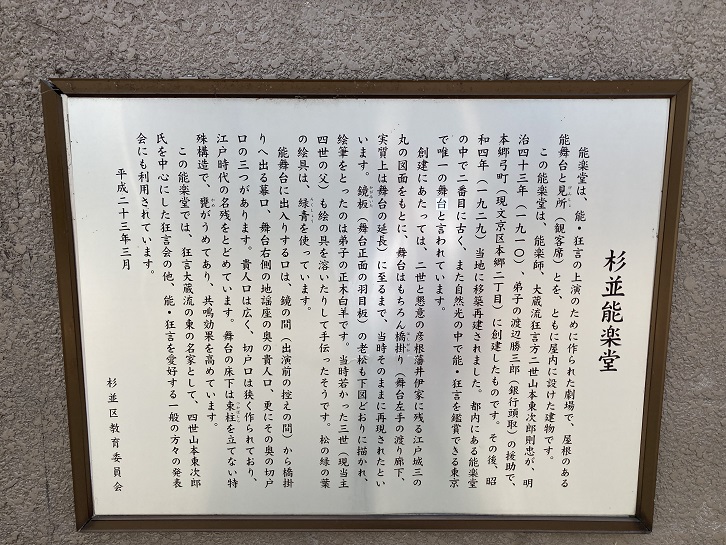 杉並能楽堂
能楽堂は、能・狂言の上演のために作られた劇場で、屋根のある
能舞台と見所（観客席）とを、ともに屋内に設けた建物です。
この能楽堂は、能楽師、大蔵流狂言方二世山本東次郎則忠が、明
治四十三年（一九一〇）、弟子の渡辺勝三郎（銀行頭取）の援助で、
本郷弓町（現文京区本郷二丁目）に創建したものです。その後、昭
和四年（一九二九）当地に移築再建されました。都内にある能楽堂
の中で二番目に古く、また自然光の中で能・狂言を鑑賞できる東京
で唯一の舞台と言われています。
創建にあたっては、二世と懇意の彦根藩井伊家に残る江戸城三の
丸の図面をもとに、舞台はもちろん橋掛り（舞台左手の渡り廊下、
実質上は舞台の延長）に至るまで、当時そのままに再現されたとい
います。鏡板（舞台正面の羽目板）の老松も下図どおりに描かれ、
絵筆をとったのは弟子の正木白羊です。当時若かった三世（現当主
四世の父）も絵の具を溶いたりして手伝ったそうです。松の緑の葉
の絵具は、緑青を使っています。
能舞台に出入りする口は、鏡の間（出演前の控えの間）から橋掛
りへ出る幕口、舞台右側の地謡座の奥の貴人口、更にその奥の切戸
口の三つがあります。貴人口は広く、切戸口は狭く作られており、
江戸時代の名残をとどめています。舞台の床下は束柱を立てない特
殊構造で、甕がうめてあり、共鳴効果を高めています。
この能楽堂では、狂言大蔵流の東の名家として、四世山本東次郎
氏を中心にした狂言会の他、能・狂言を愛好する一般の方々の発表
会にも利用されています。
平成二十三年三月
杉並区教育委員会